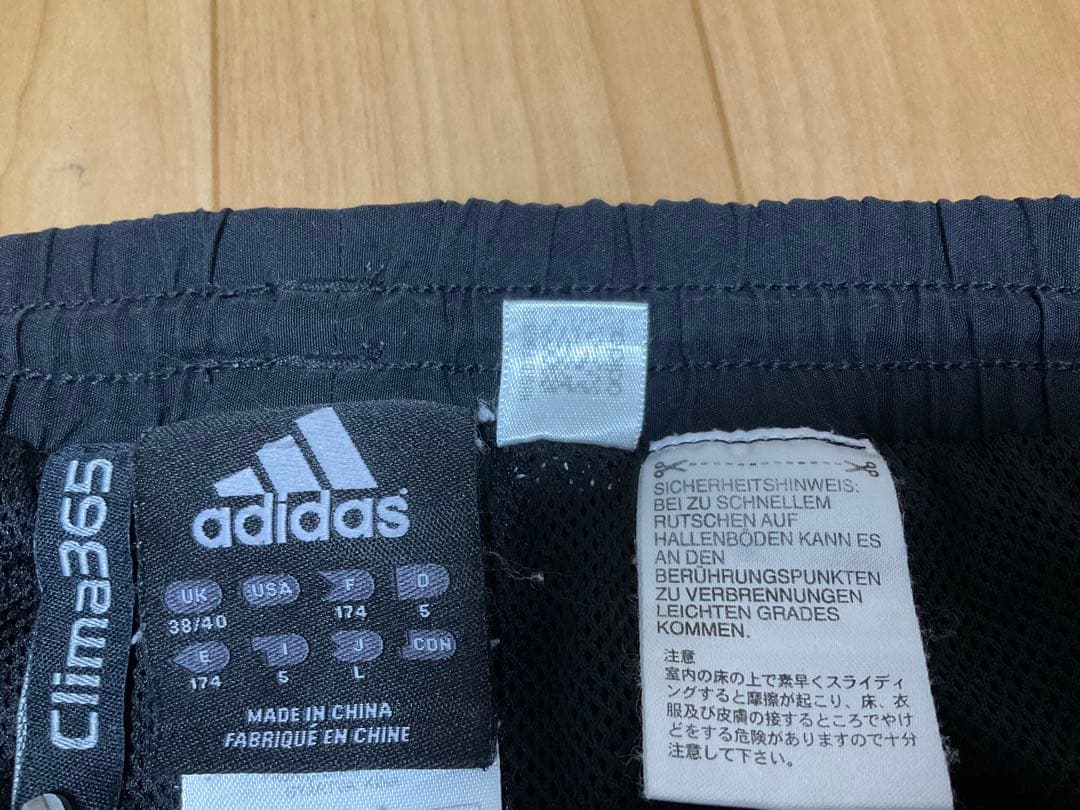 Clima365
adidas
UK USA F D
38/40 174 5
E I J CON
174 5 L
MADE IN CHINA
FABRIQUE EN CHINE
SICHERHEITSHINWEIS:
BEI ZU SCHNELLEM
RUTSCHEN AUF
HALLENBÖDEN KANN ES
AN DEN
BERÜHRUNGSPUNKTEN
ZU VERBRENNUNGEN
LEICHTEN GRADES
KOMMEN.
注意
室内の床の上で素早くスライディ
ングすると摩擦が起こり、床、衣
服及び皮膚の接するところでやけ
どをする危険がありますので十分
注意して下さい。